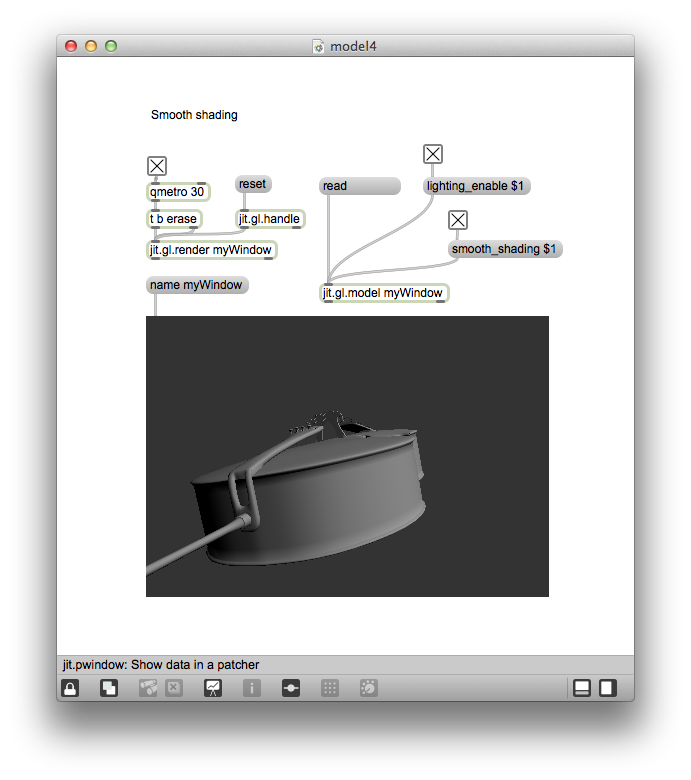 model4
Smooth shading
qmetro 30
reset
read
lighting_enable $1
t b erase
jit.gl.handle
jit.gl.render myWindow
smooth_shading $1
name myWindow
jit.gl.model myWindow
jit.pwindow: Show data in a patcher